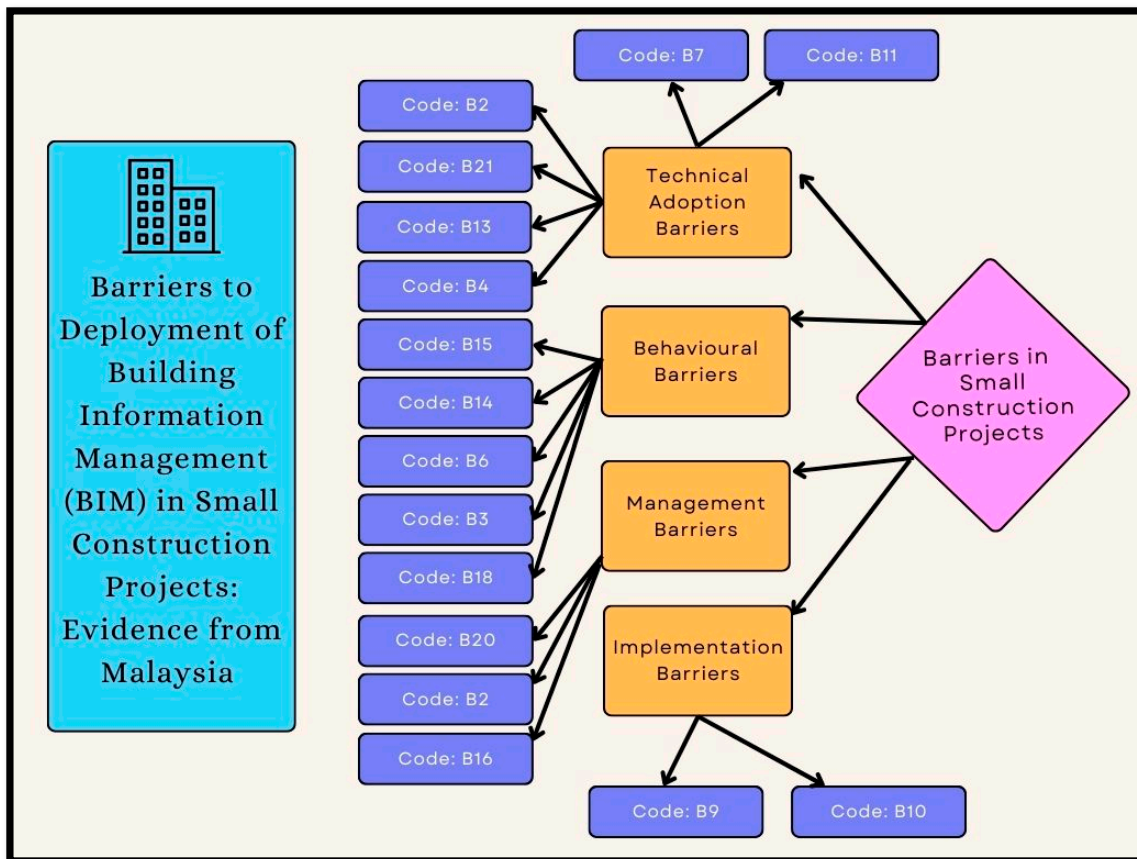 Barriers to
Deployment of
Building
Information
Management
(BIM) in Small
Construction
Projects:
Evidence from
Malaysia
Code: B7
Code: B11
Code: B2
Code: B21
Code: B13
Code: B4
Code: B15
Code: B14
Code: B6
Code: B3
Code: B18
Code: B20
Code: B2
Code: B16
Technical
Adoption
Barriers
Behavioural
Barriers
Management
Barriers
Implementation
Barriers
Code: B9
Code: B10
Barriers in
Small
Construction
Projects